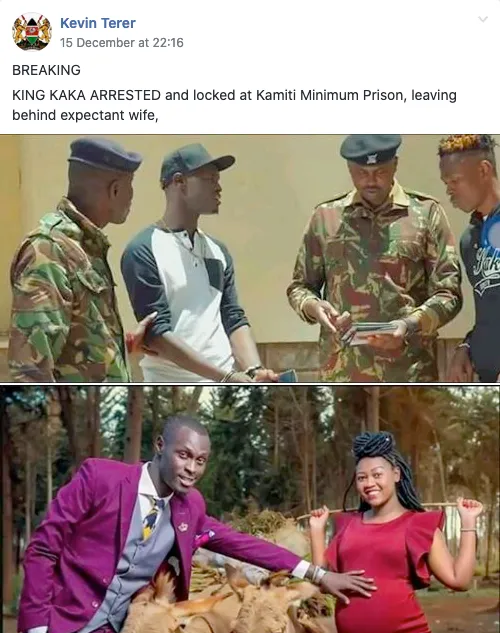 Kevin Terer
15 December at 22:16
BREAKING
KING KAKA ARRESTED and locked at Kamiti Minimum Prison, leaving
behind expectant wife,